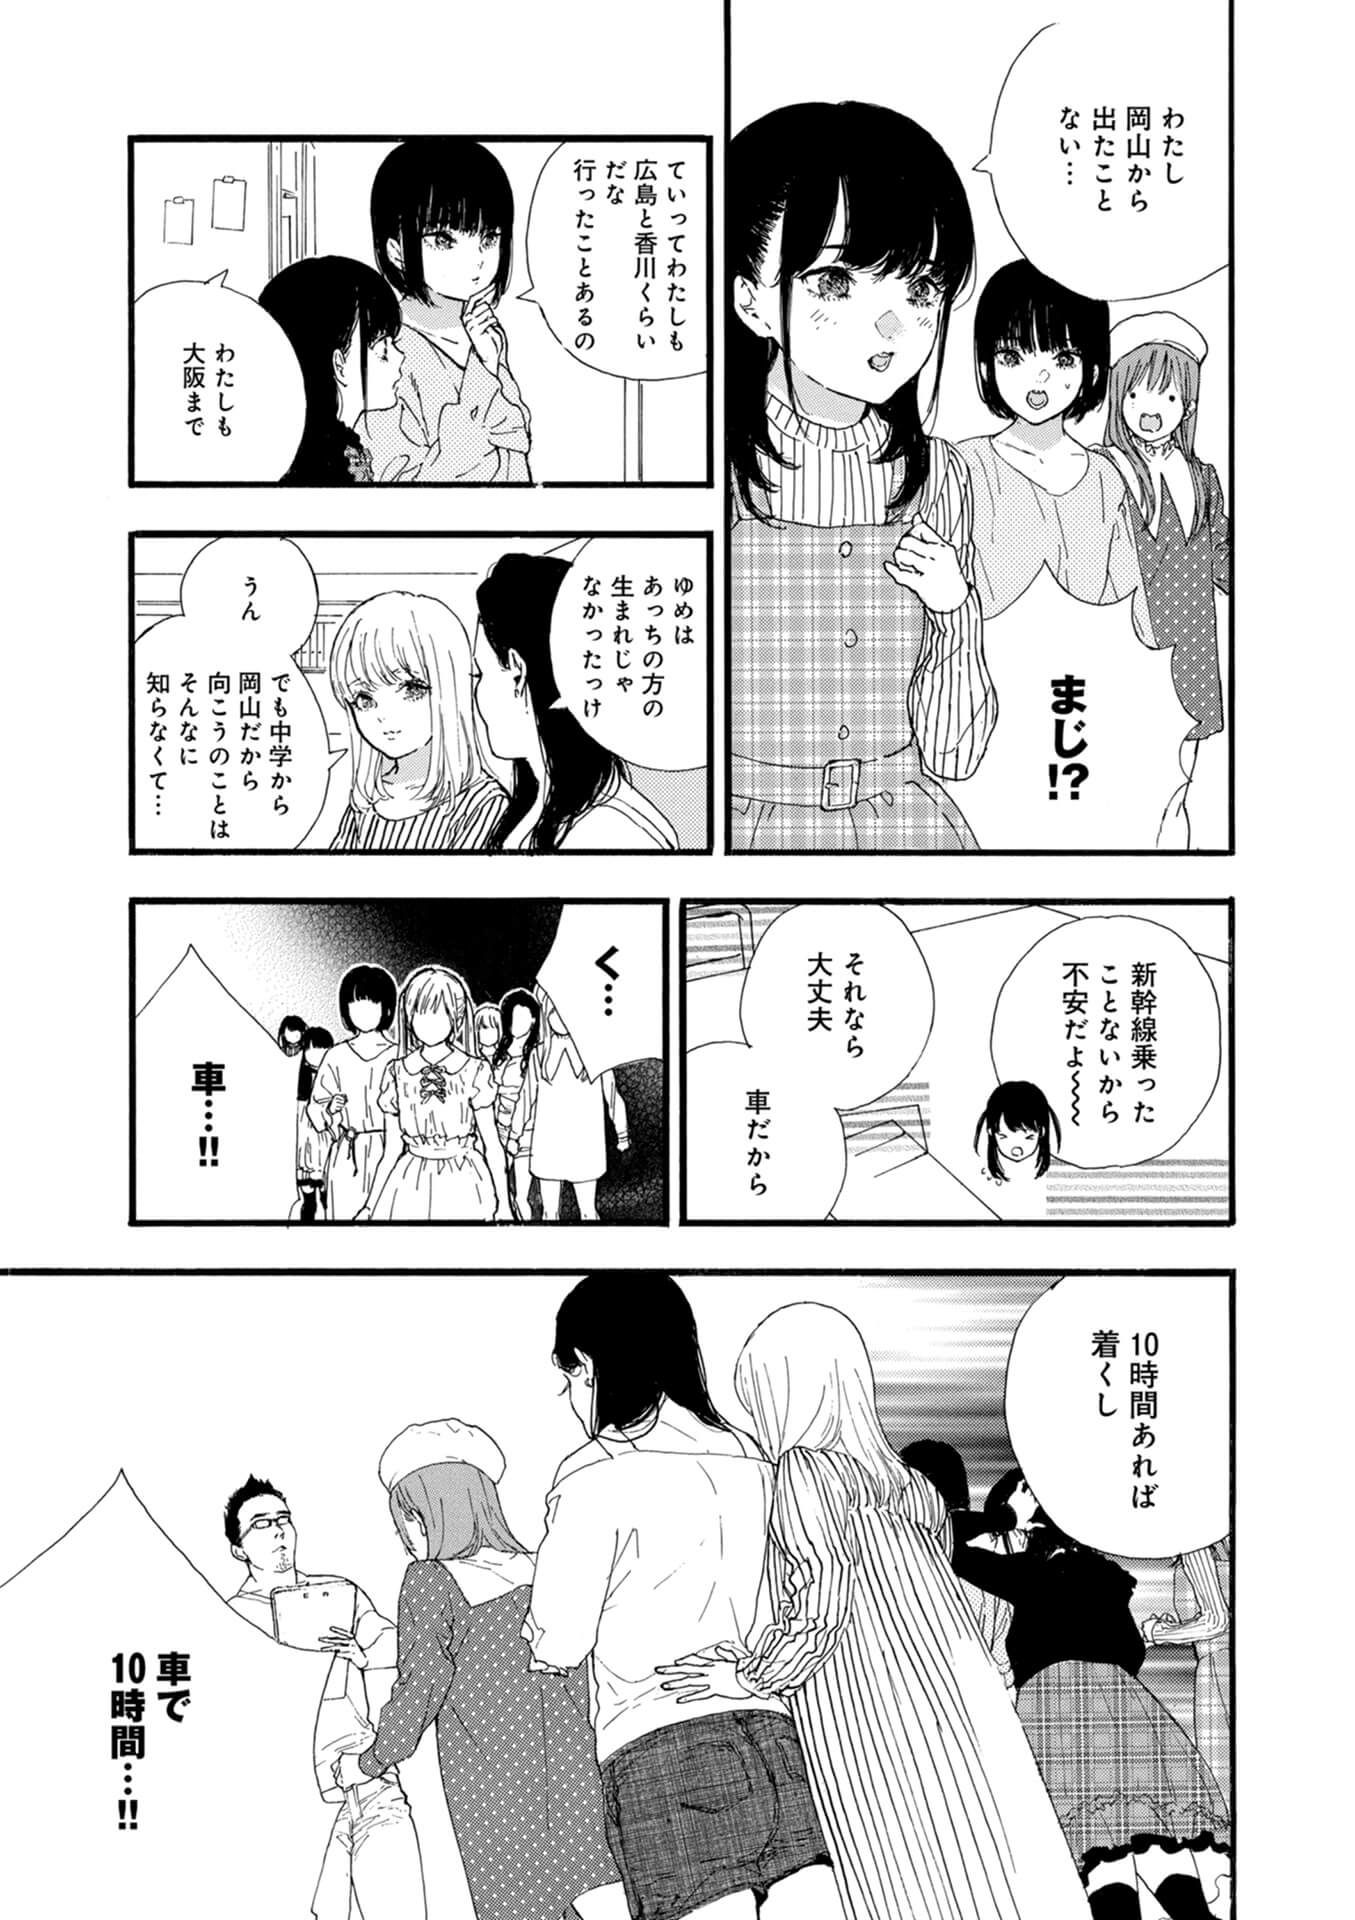 わたし
岡山から
出たこと
ない…
まじ!?
ていってわたしも
広島と香川くらい
だな
行ったことあるの
わたしも
大阪まで
ゆめは
あっちの方の
生まれじゃ
なかったっけ
うん
でも中学から
岡山だから
向こうのことは
そんなに
知らなくて…
新幹線乗った
ことないから
不安だよ〜〜〜
それなら
大丈夫
車だから
く…
車…!!
10時間あれば
着くし
車で
10時間…!!